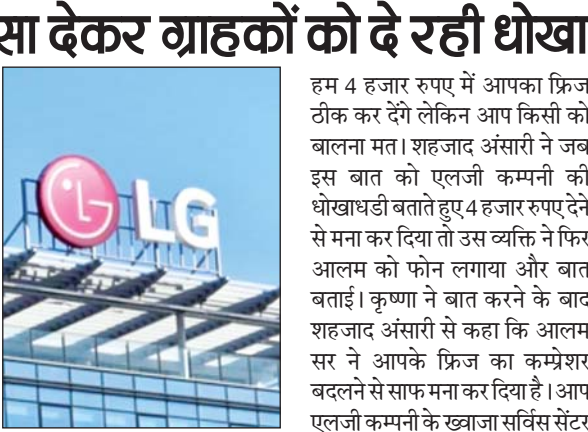 सा देकर ग्राहकों को दे रही धोखा
LG
हम 4 हजार रुपए में आपका फ्रिज
ठीक कर देंगे लेकिन आप किसी को
बालना मत। शहजाद अंसारी ने जब
इस बात को एलजी कम्पनी की
धोखाधडी बताते हुए 4 हजार रुपए देने
से मना कर दिया तो उस व्यक्ति ने फिर
आलम को फोन लगाया और बात
बताई। कृष्णा ने बात करने के बाद
शहजाद अंसारी से कहा कि आलम
सर ने आपके फ्रिज का कम्प्रेशर
बदलने से साफ मना कर दिया है। आप
एलजी कम्पनी के ख्वाजा सर्विस सेंटर